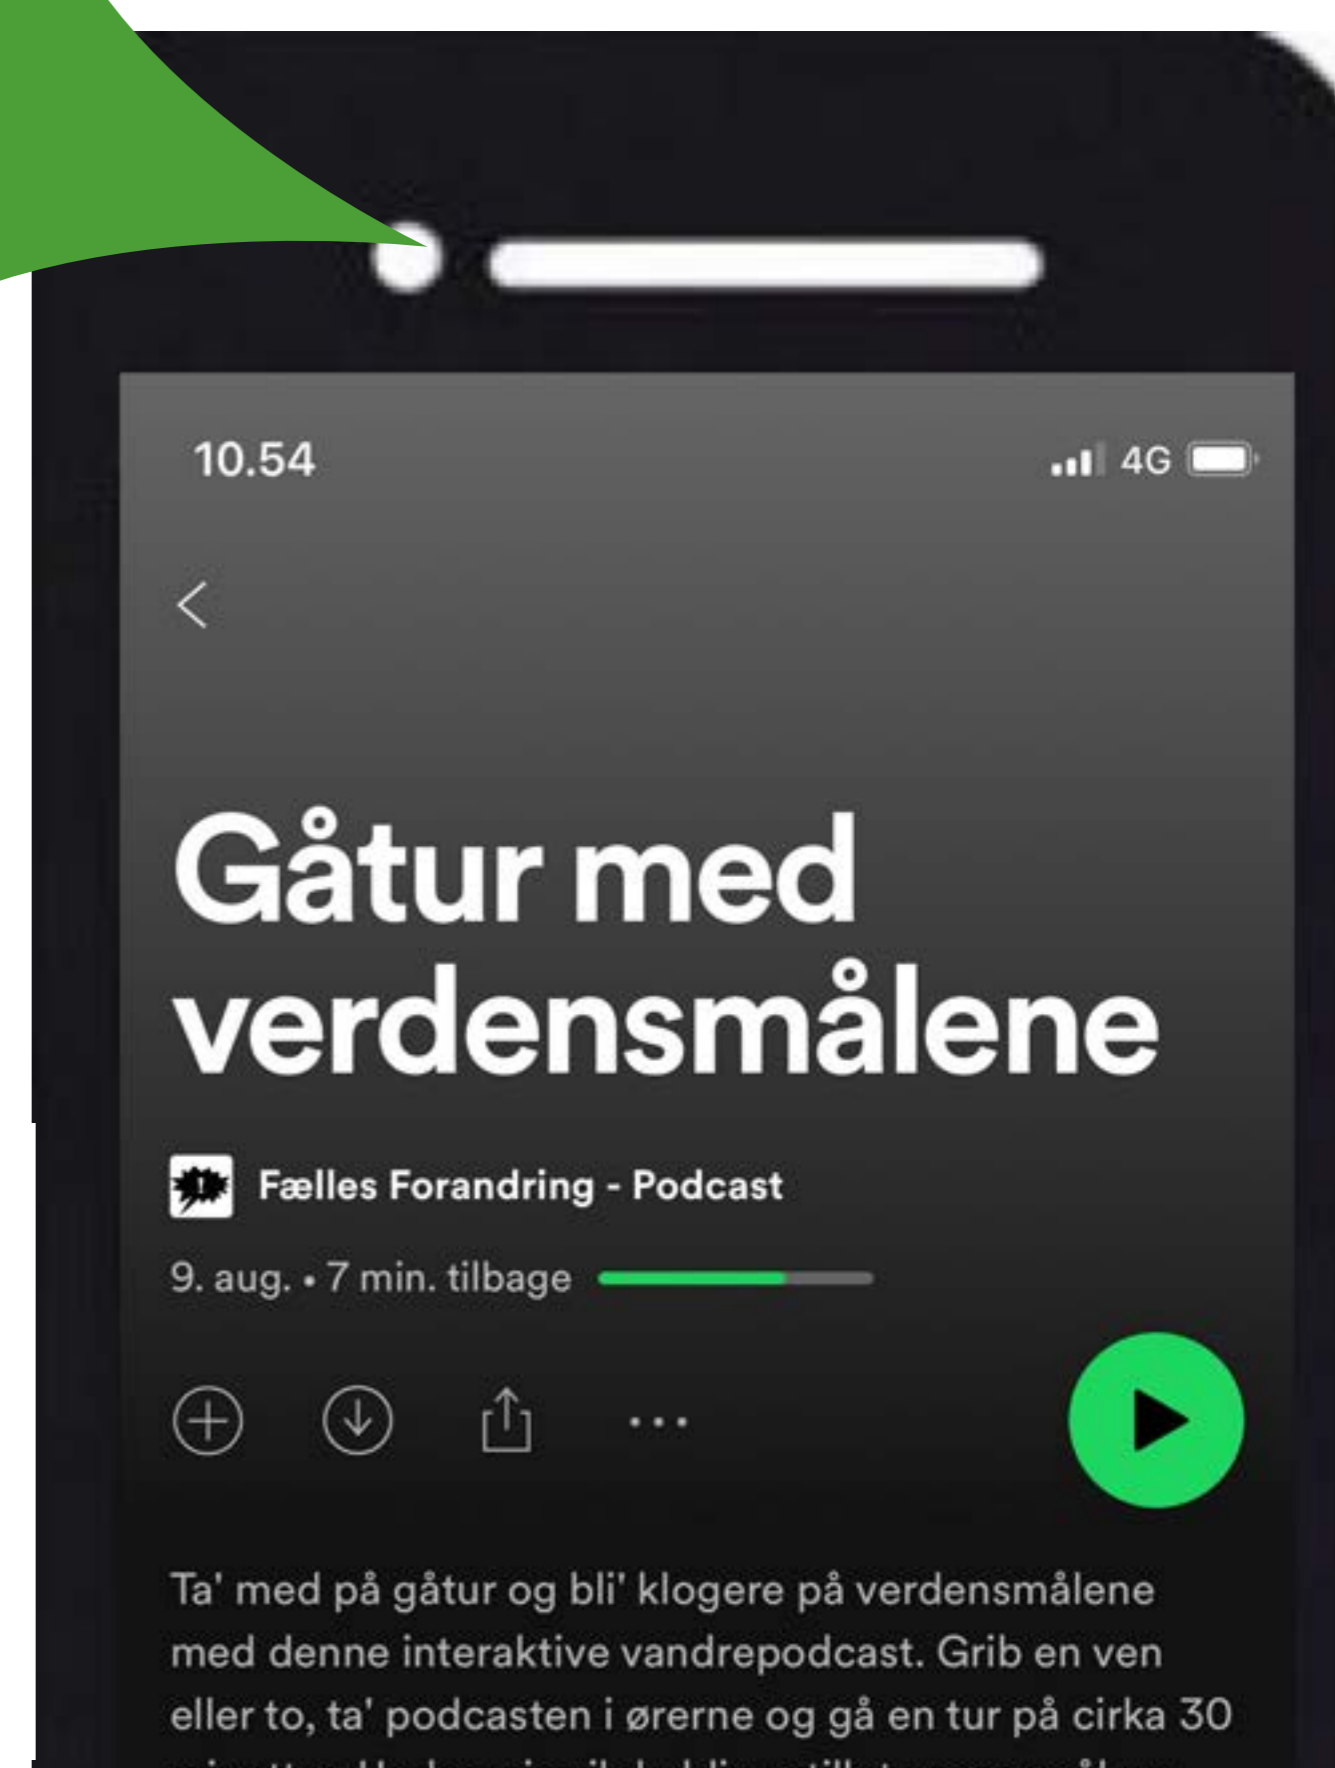 10.54
4G
Gåtur med
verdensmålene
Fælles Forandring - Podcast
9. aug. • 7 min. tilbage
Ta' med på gåtur og bli' klogere på verdensmålene
med denne interaktive vandrepodcast. Grib en ven
eller to, ta' podcasten i ørerne og gå en tur på cirka 30